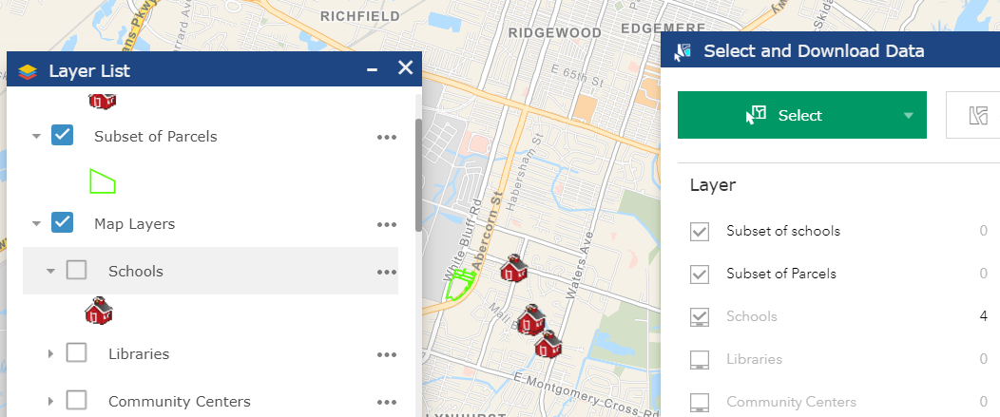 RICHFIELD
RIDGEWOOD
EDGEMERE
E 65th St
Habersham St
White Bluff Rd
Abercorn St
Waters Ave
E Montgomery Cross Rd
Layer List
Subset of Parcels
Map Layers
Schools
Libraries
Community Centers
Select and Download Data
Select
Layer
Subset of schools 0
Subset of Parcels 0
Schools 4
Libraries 0
Community Centers 0